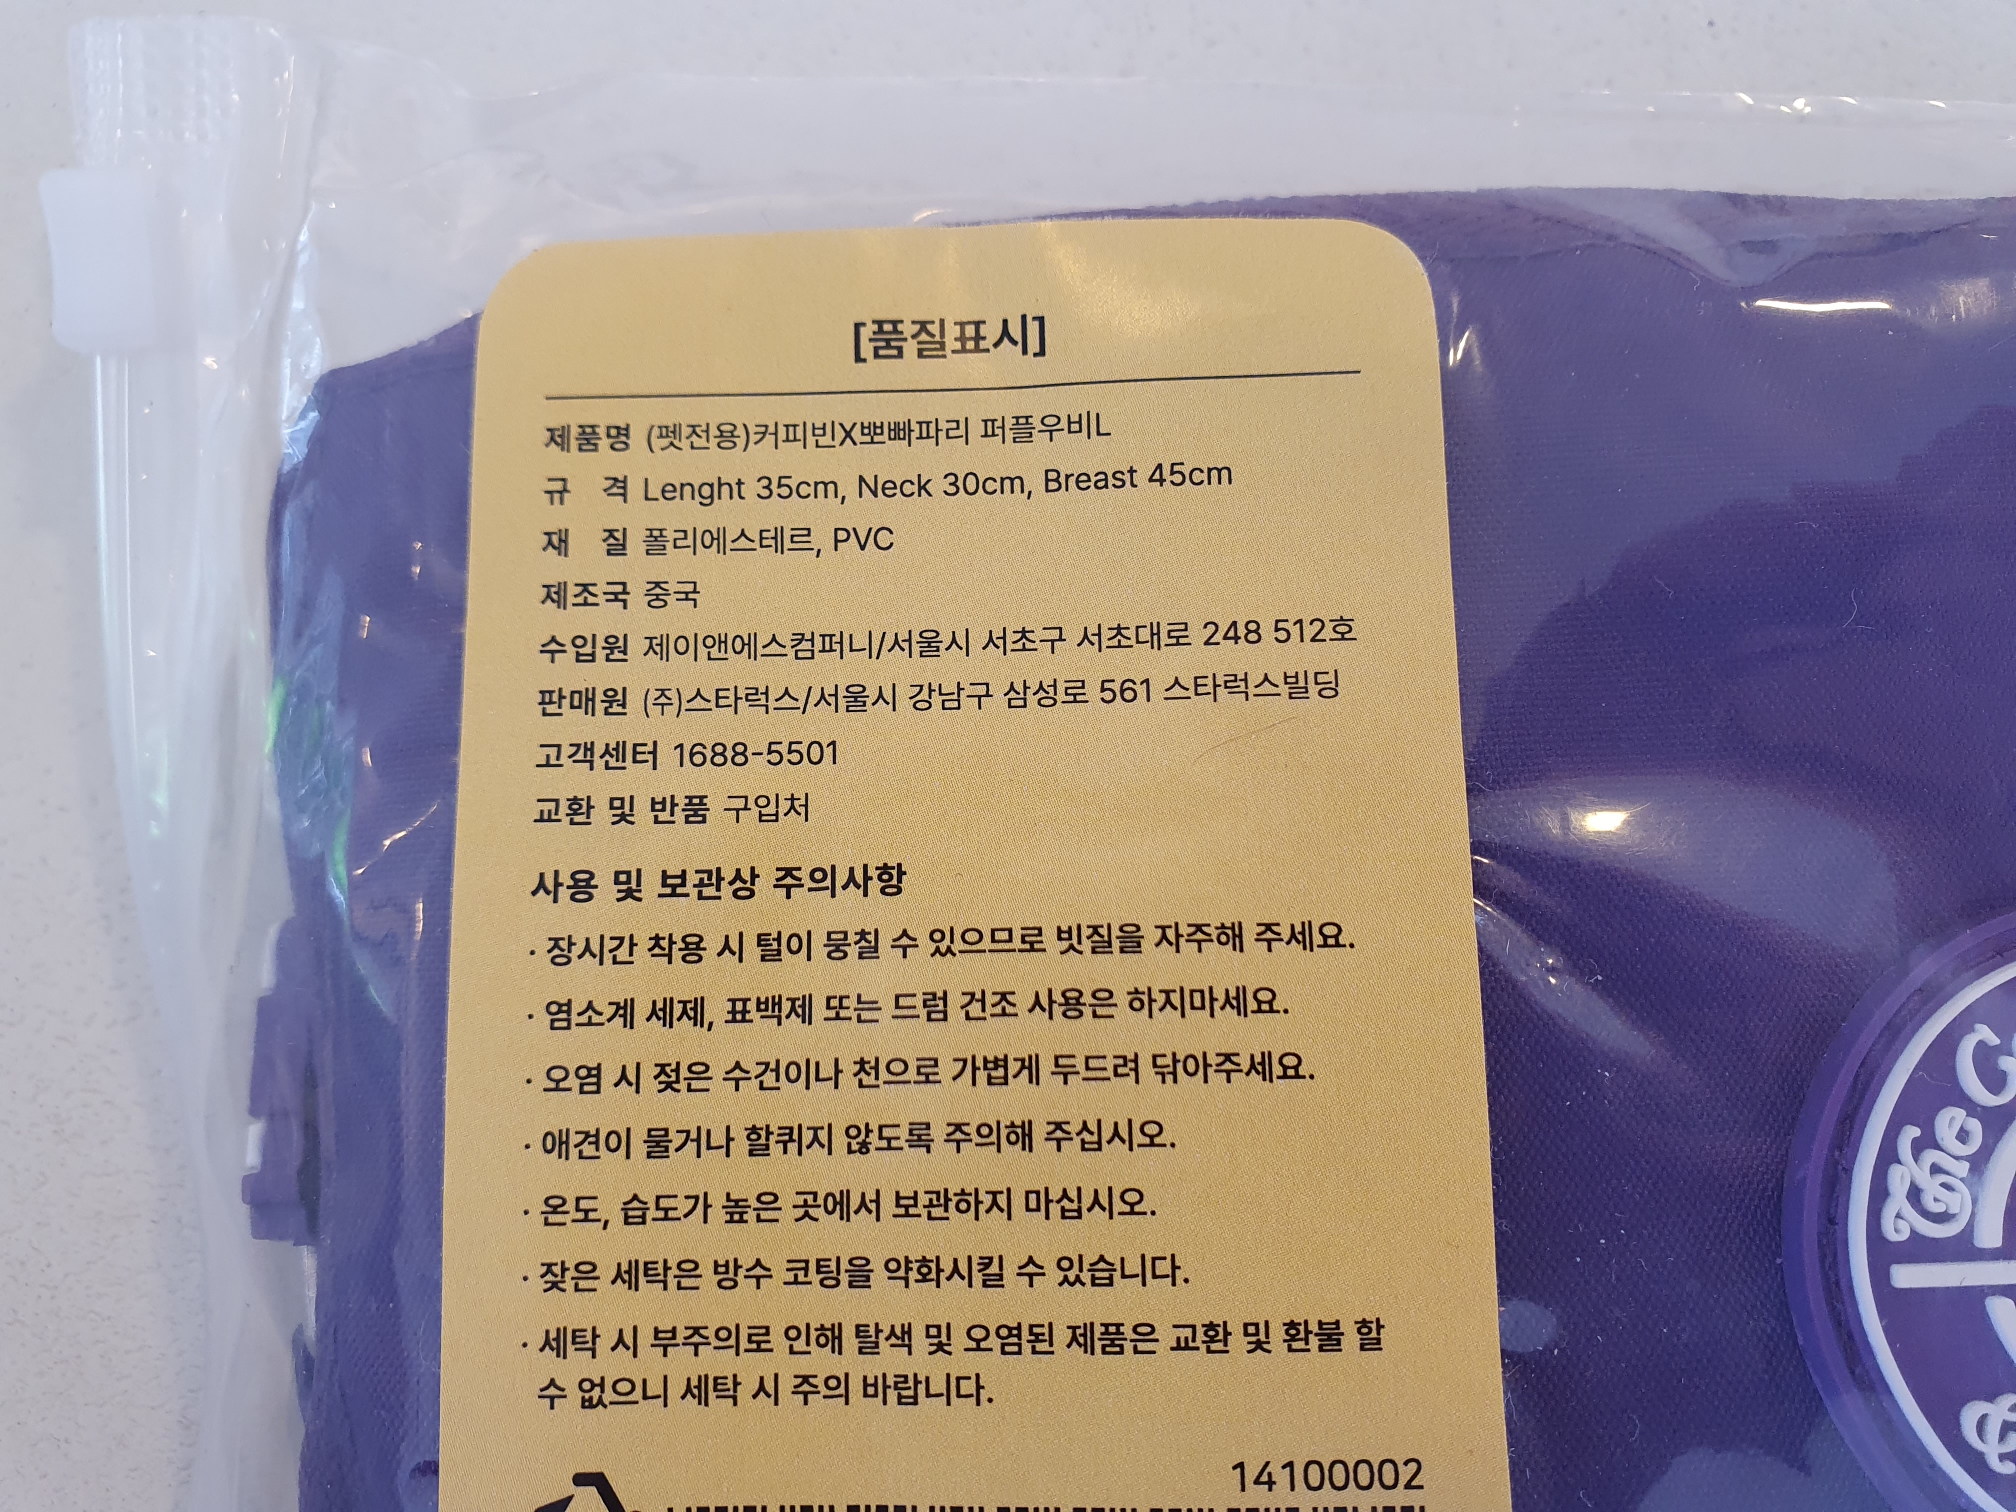 [품질표시]
제품명 (펫전용)커피빈X뽀빠파리 퍼플우비L
규 격 Lenght 35cm, Neck 30cm, Breast 45cm
재 질 폴리에스테르, PVC
제조국 중국
수입원 제이앤에스컴퍼니/서울시 서초구 서초대로 248 512호
판매원 (주)스타럭스/서울시 강남구 삼성로 561 스타럭스빌딩
고객센터 1688-5501
교환 및 반품 구입처
사용 및 보관상 주의사항
· 장시간 착용 시 털이 뭉칠 수 있으므로 빗질을 자주해 주세요.
· 염소계 세제, 표백제 또는 드럼 건조 사용은 하지마세요.
· 오염 시 젖은 수건이나 천으로 가볍게 두드려 닦아주세요.
· 애견이 물거나 할퀴지 않도록 주의해 주십시오.
· 온도, 습도가 높은 곳에서 보관하지 마십시오.
· 잦은 세탁은 방수 코팅을 약화시킬 수 있습니다.
· 세탁 시 부주의로 인해 탈색 및 오염된 제품은 교환 및 환불 할
수 없으니 세탁 시 주의 바랍니다.
14100002
The